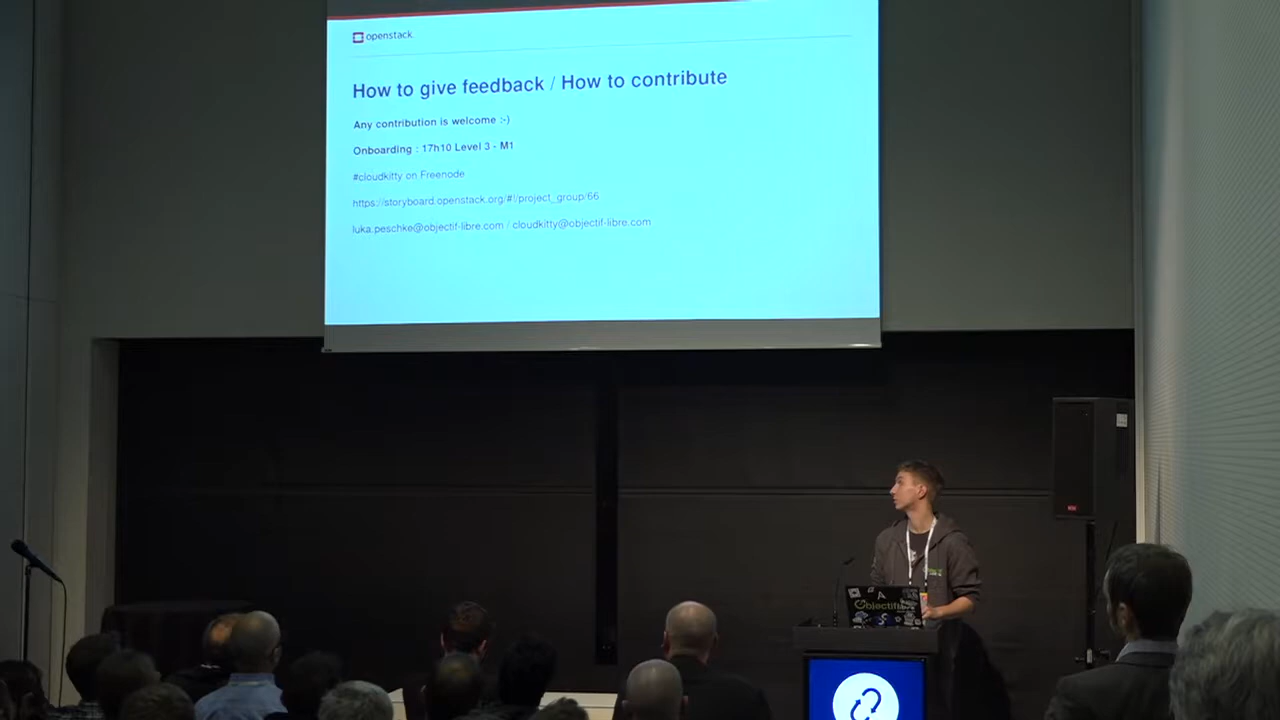 openstack.
How to give feedback / How to contribute
Any contribution is welcome :-)
Onboarding : 17h10 Level 3 - M1
#cloudkitty on Freenode
https://storyboard.openstack.org/#!/project_group/66
luka.peschke@objectif-libre.com / cloudkitty@objectif-libre.com